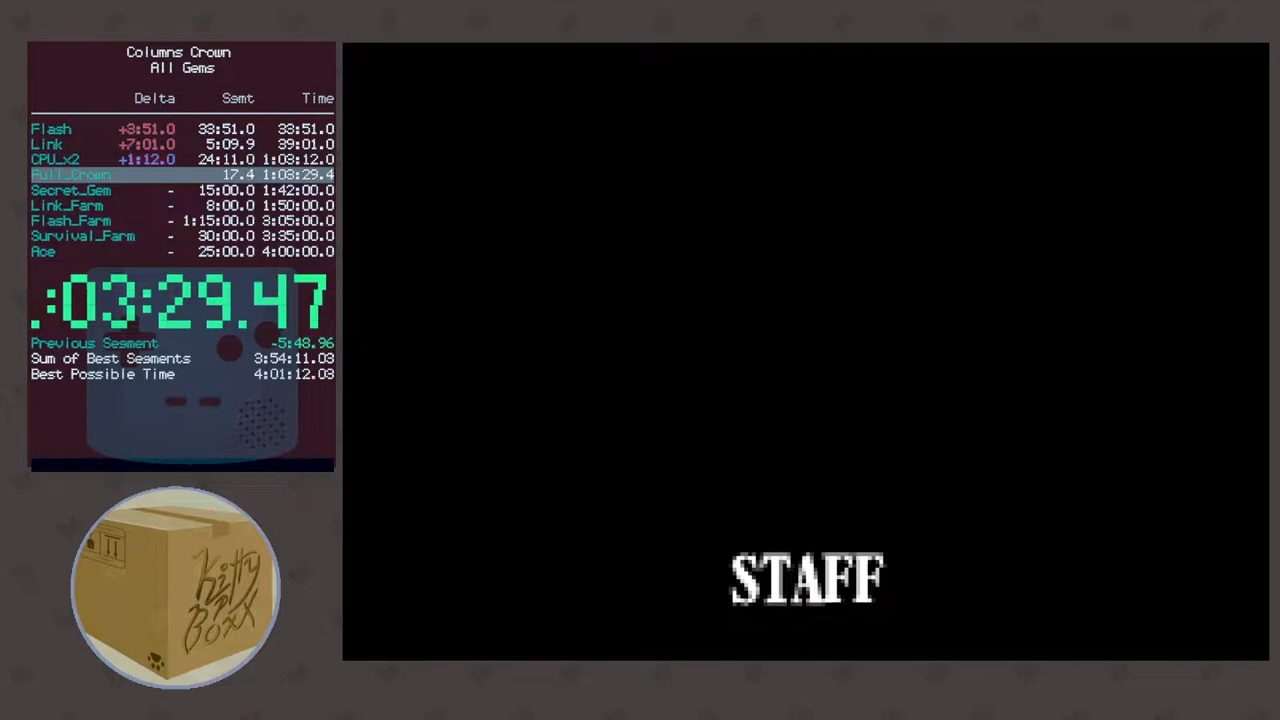 Columns Crown
All Gems
Delta Sgmt Time
Flash +3:51.0 33:51.0 33:51.0
Link +7:01.0 5:09.9 39:01.0
CPU_x2 +1:12.0 24:11.0 1:03:12.0
Full_Crown 17.4 1:03:29.4
Secret_Gem - 15:00.0 1:42:00.0
Link_Farm - 8:00.0 1:50:00.0
Flash_Farm - 1:15:00.0 3:05:00.0
Survival_Farm - 30:00.0 3:35:00.0
Ace - 25:00.0 4:00:00.0
.:03:29.47
Previous Segment -5:48.96
Sum of Best Segments 3:54:11.03
Best Possible Time 4:01:12.03
Kitty
BoxX
STAFF